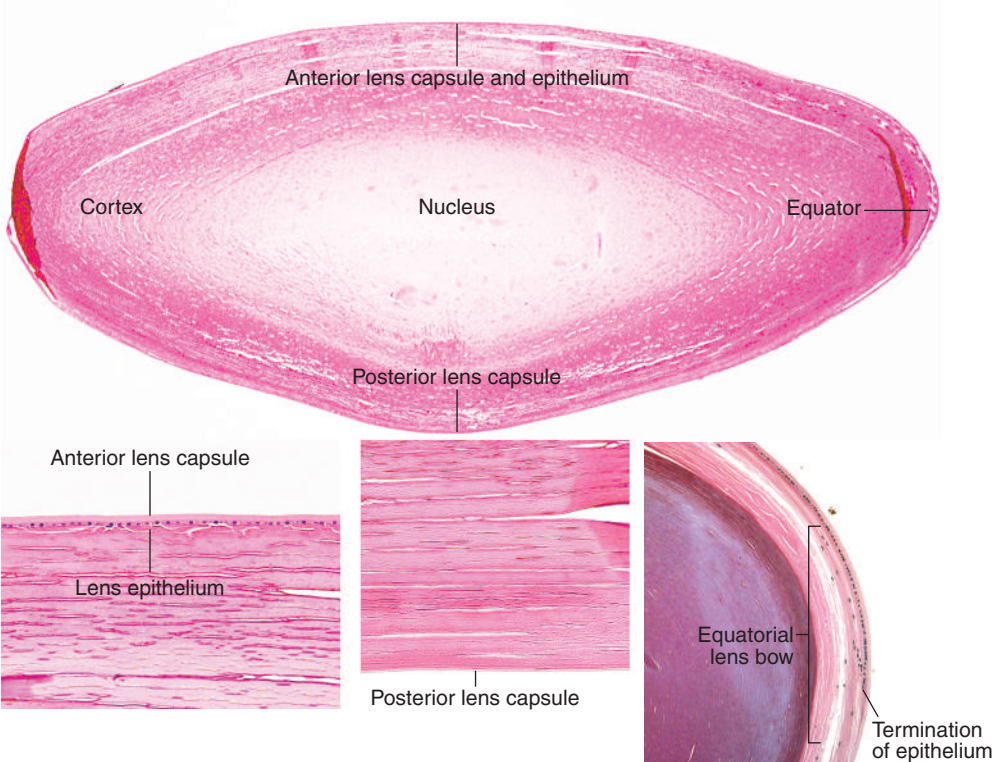 Anterior lens capsule and epithelium
Cortex
Nucleus
Equator
Posterior lens capsule
Anterior lens capsule
Lens epithelium
Posterior lens capsule
Equatorial
lens bow
Termination
of epithelium